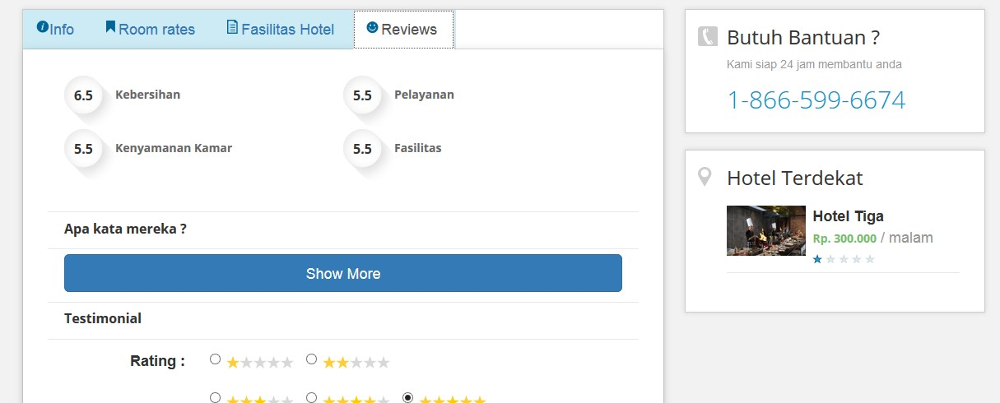 Info Room rates Fasilitas Hotel Reviews
6.5 Kebersihan 5.5 Pelayanan
5.5 Kenyamanan Kamar 5.5 Fasilitas
Apa kata mereka ?
Show More
Testimonial
Rating :
Butuh Bantuan ?
Kami siap 24 jam membantu anda
1-866-599-6674
Hotel Terdekat
Hotel Tiga
Rp. 300.000 / malam